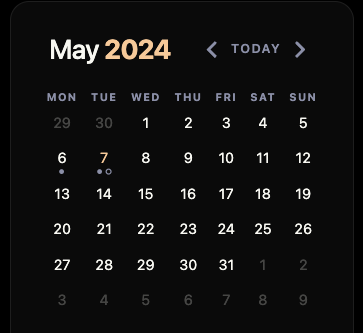 May 2024 TODAY
MON TUE WED THU FRI SAT SUN
29 30 1 2 3 4 5
6 7 8 9 10 11 12
13 14 15 16 17 18 19
20 21 22 23 24 25 26
27 28 29 30 31 1 2
3 4 5 6 7 8 9